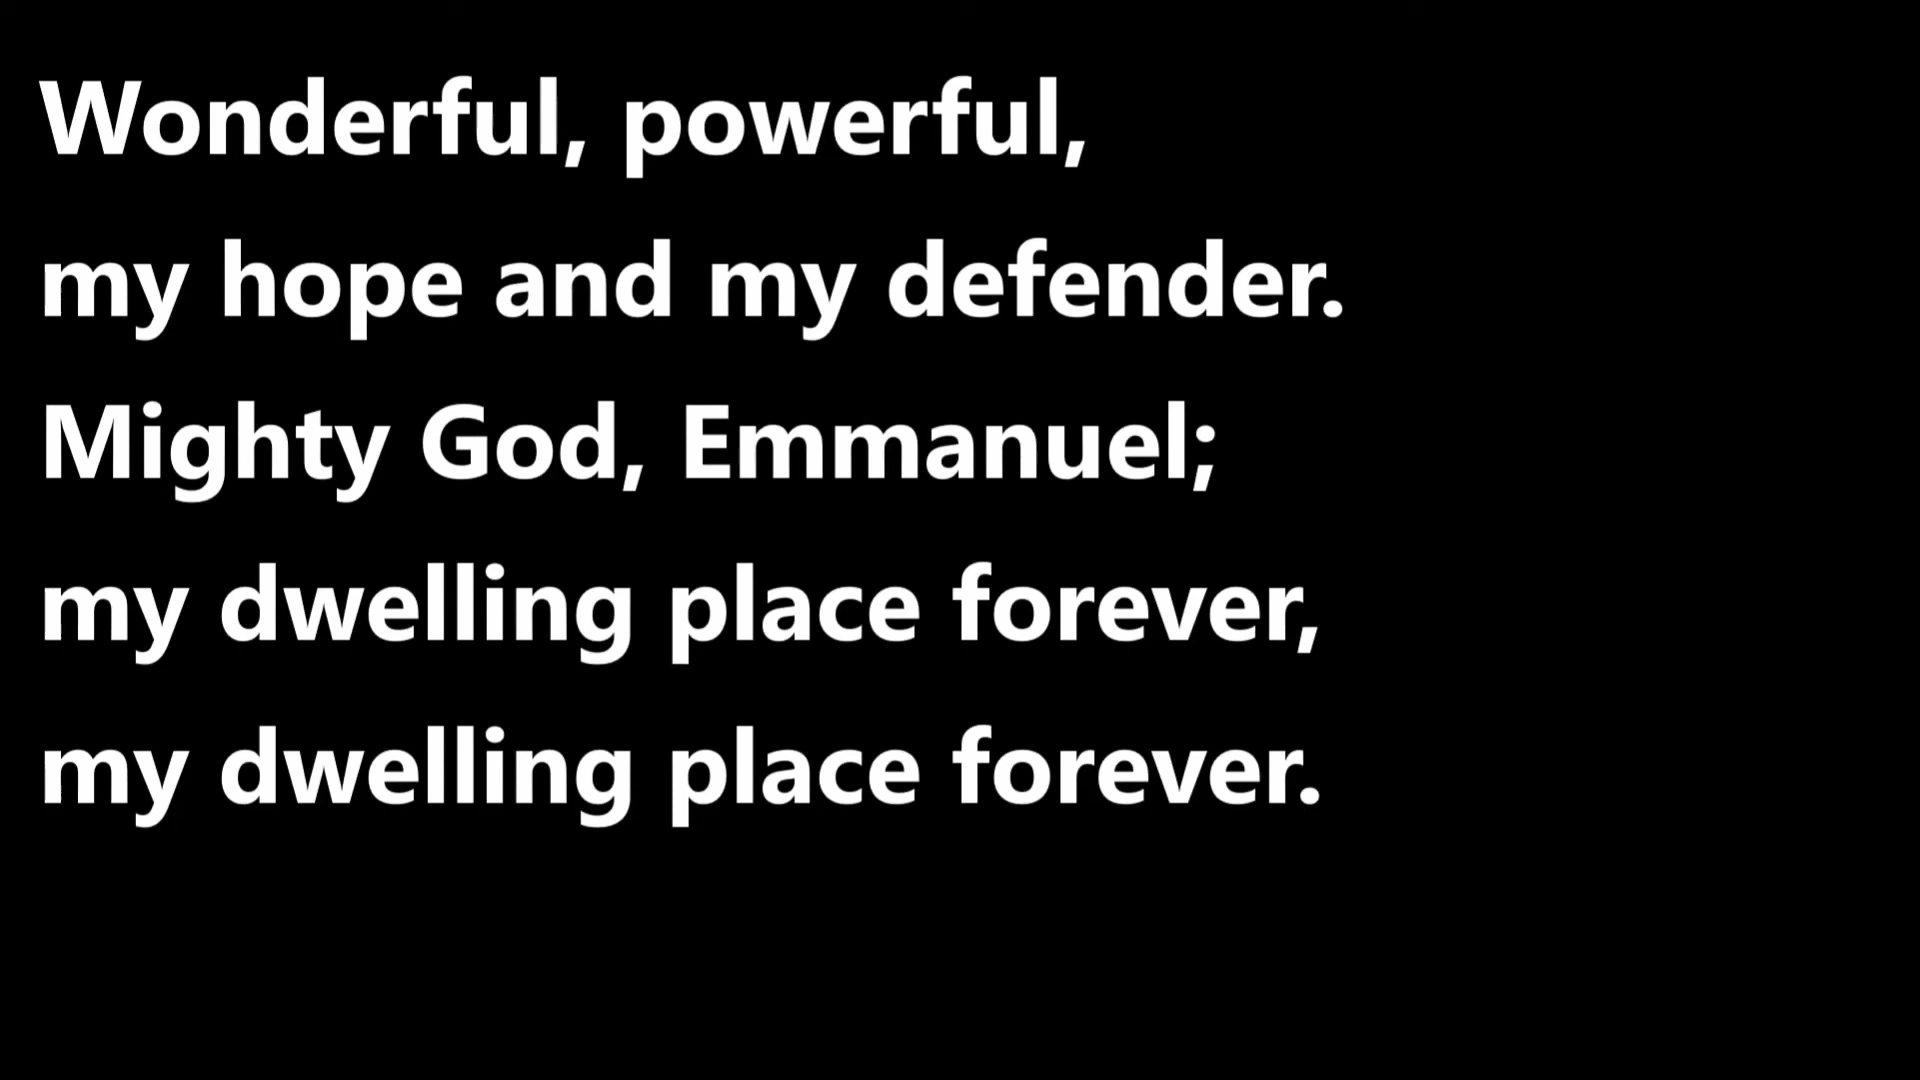 Wonderful, powerful,
my hope and my defender.
Mighty God, Emmanuel;
my dwelling place forever,
my dwelling place forever.